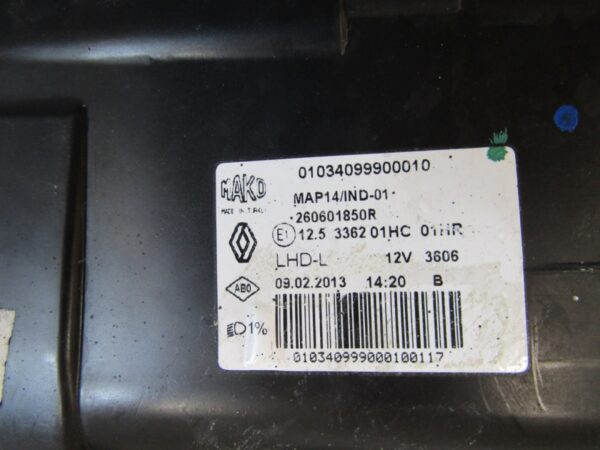 01034099900010
MAKO
MADE IN TURKEY
MAP14/IND-01
260601850R
E1 12.5 3362 01HC 01HR
LHD-L 12V 3606
ABO
09.02.2013 14:20 B
1%
010340999000100117